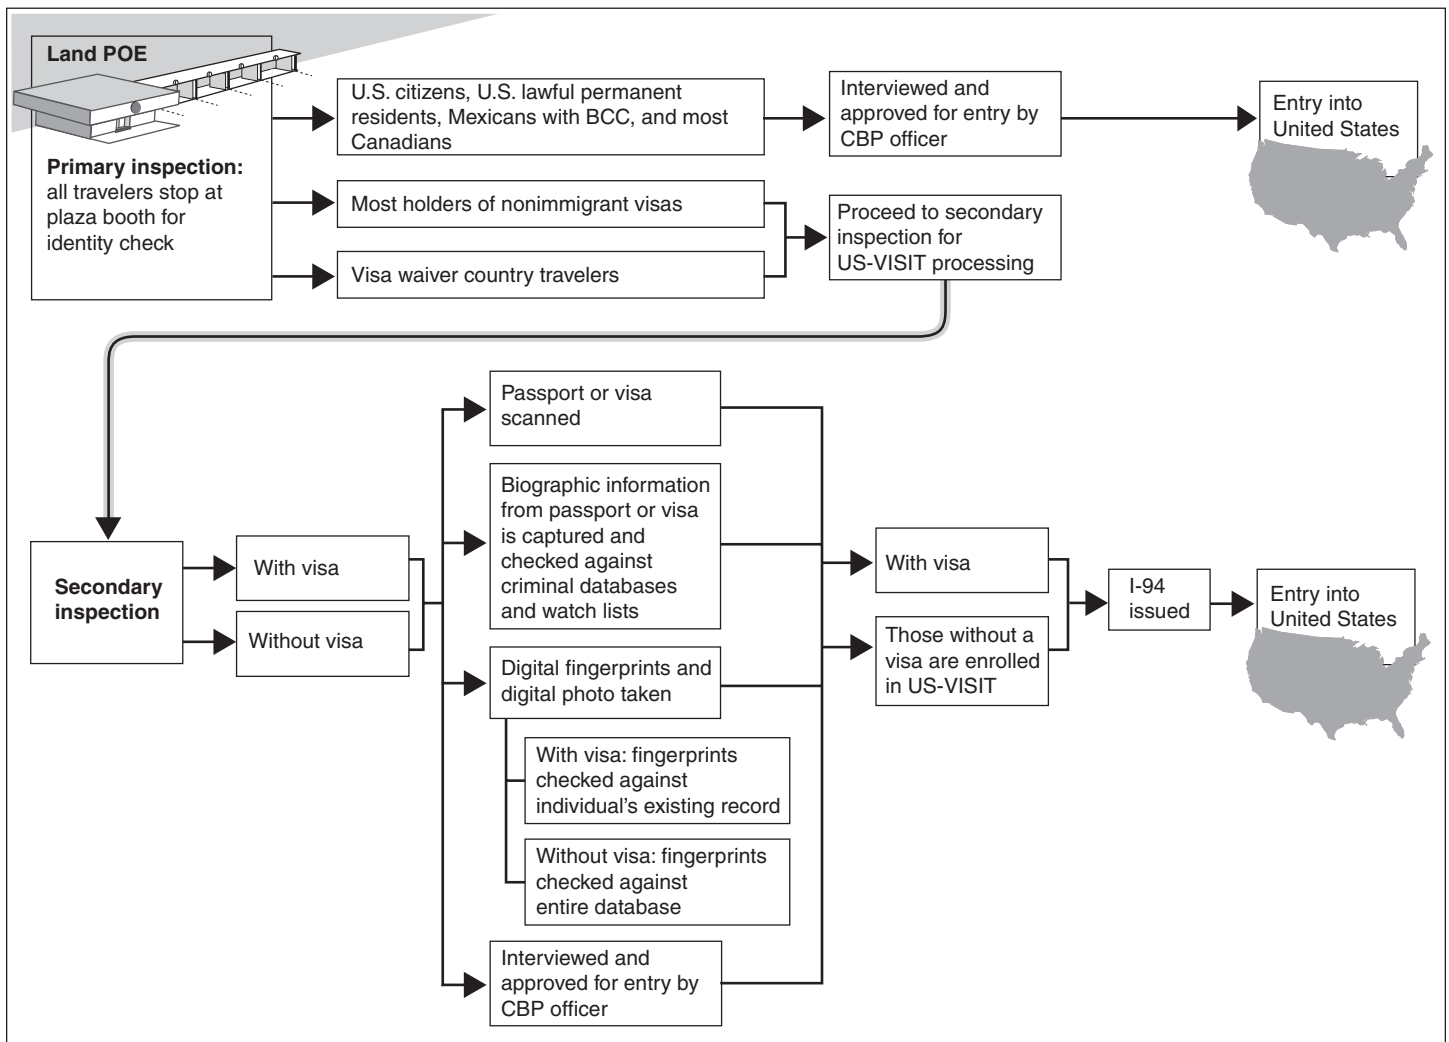 Land POE
Primary inspection:
all travelers stop at
plaza booth for
identity check
U.S. citizens, U.S. lawful permanent
residents, Mexicans with BCC, and most
Canadians
Interviewed and
approved for entry by
CBP officer
Entry into
United States
Most holders of nonimmigrant visas
Visa waiver country travelers
Proceed to secondary
inspection for
US-VISIT processing
Secondary
inspection
With visa
Without visa
Passport or visa
scanned
Biographic information
from passport or visa
is captured and
checked against
criminal databases
and watch lists
Digital fingerprints and
digital photo taken
With visa: fingerprints
checked against
individual's existing record
Without visa: fingerprints
checked against
entire database
Interviewed and
approved for entry by
CBP officer
With visa
Those without a
visa are enrolled
in US-VISIT
I-94
issued
Entry into
United States